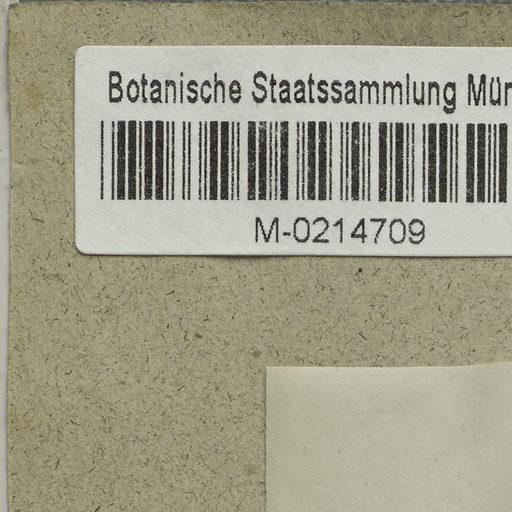 Botanische Staatssammlung Mün
M-0214709